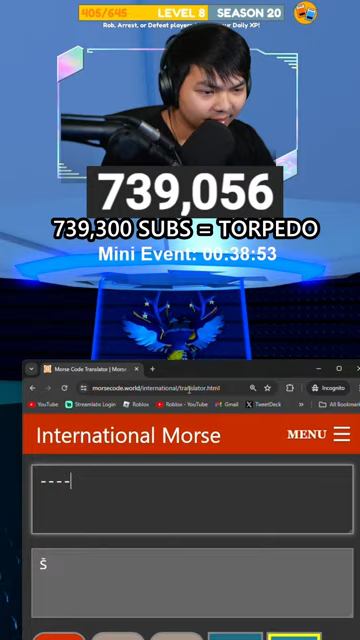 405/645 LEVEL 8 SEASON 20
Rob, Arrest, or Defeat player your Daily XP!
739,056
739,300 SUBS = TORPEDO
Mini Event: 00:38:53
Morse Code Translator | Morse
morsecode.world/international/translator.html
Incognito
YouTube Streamlabs Login Roblox Roblox - YouTube Gmail TweetDeck » All Bookmar
International Morse MENU
----
Š